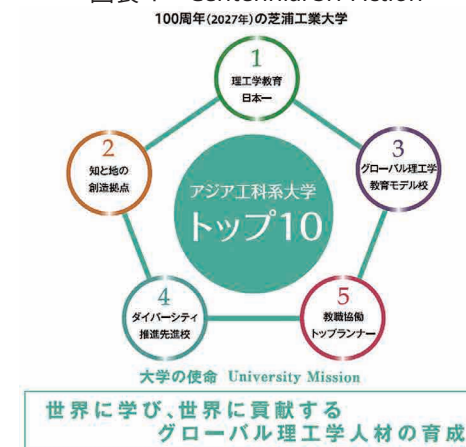 100周年(2027年)の芝浦工業大学
1
理工学教育
日本一
2
知と地の
創造拠点
3
グローバル理工学
教育モデル校
アジア工科系大学
トップ10
4
ダイバーシティ
推進先進校
5
教職協働
トップランナー
大学の使命 University Mission
世界に学び、世界に貢献する
グローバル理工学人材の育成